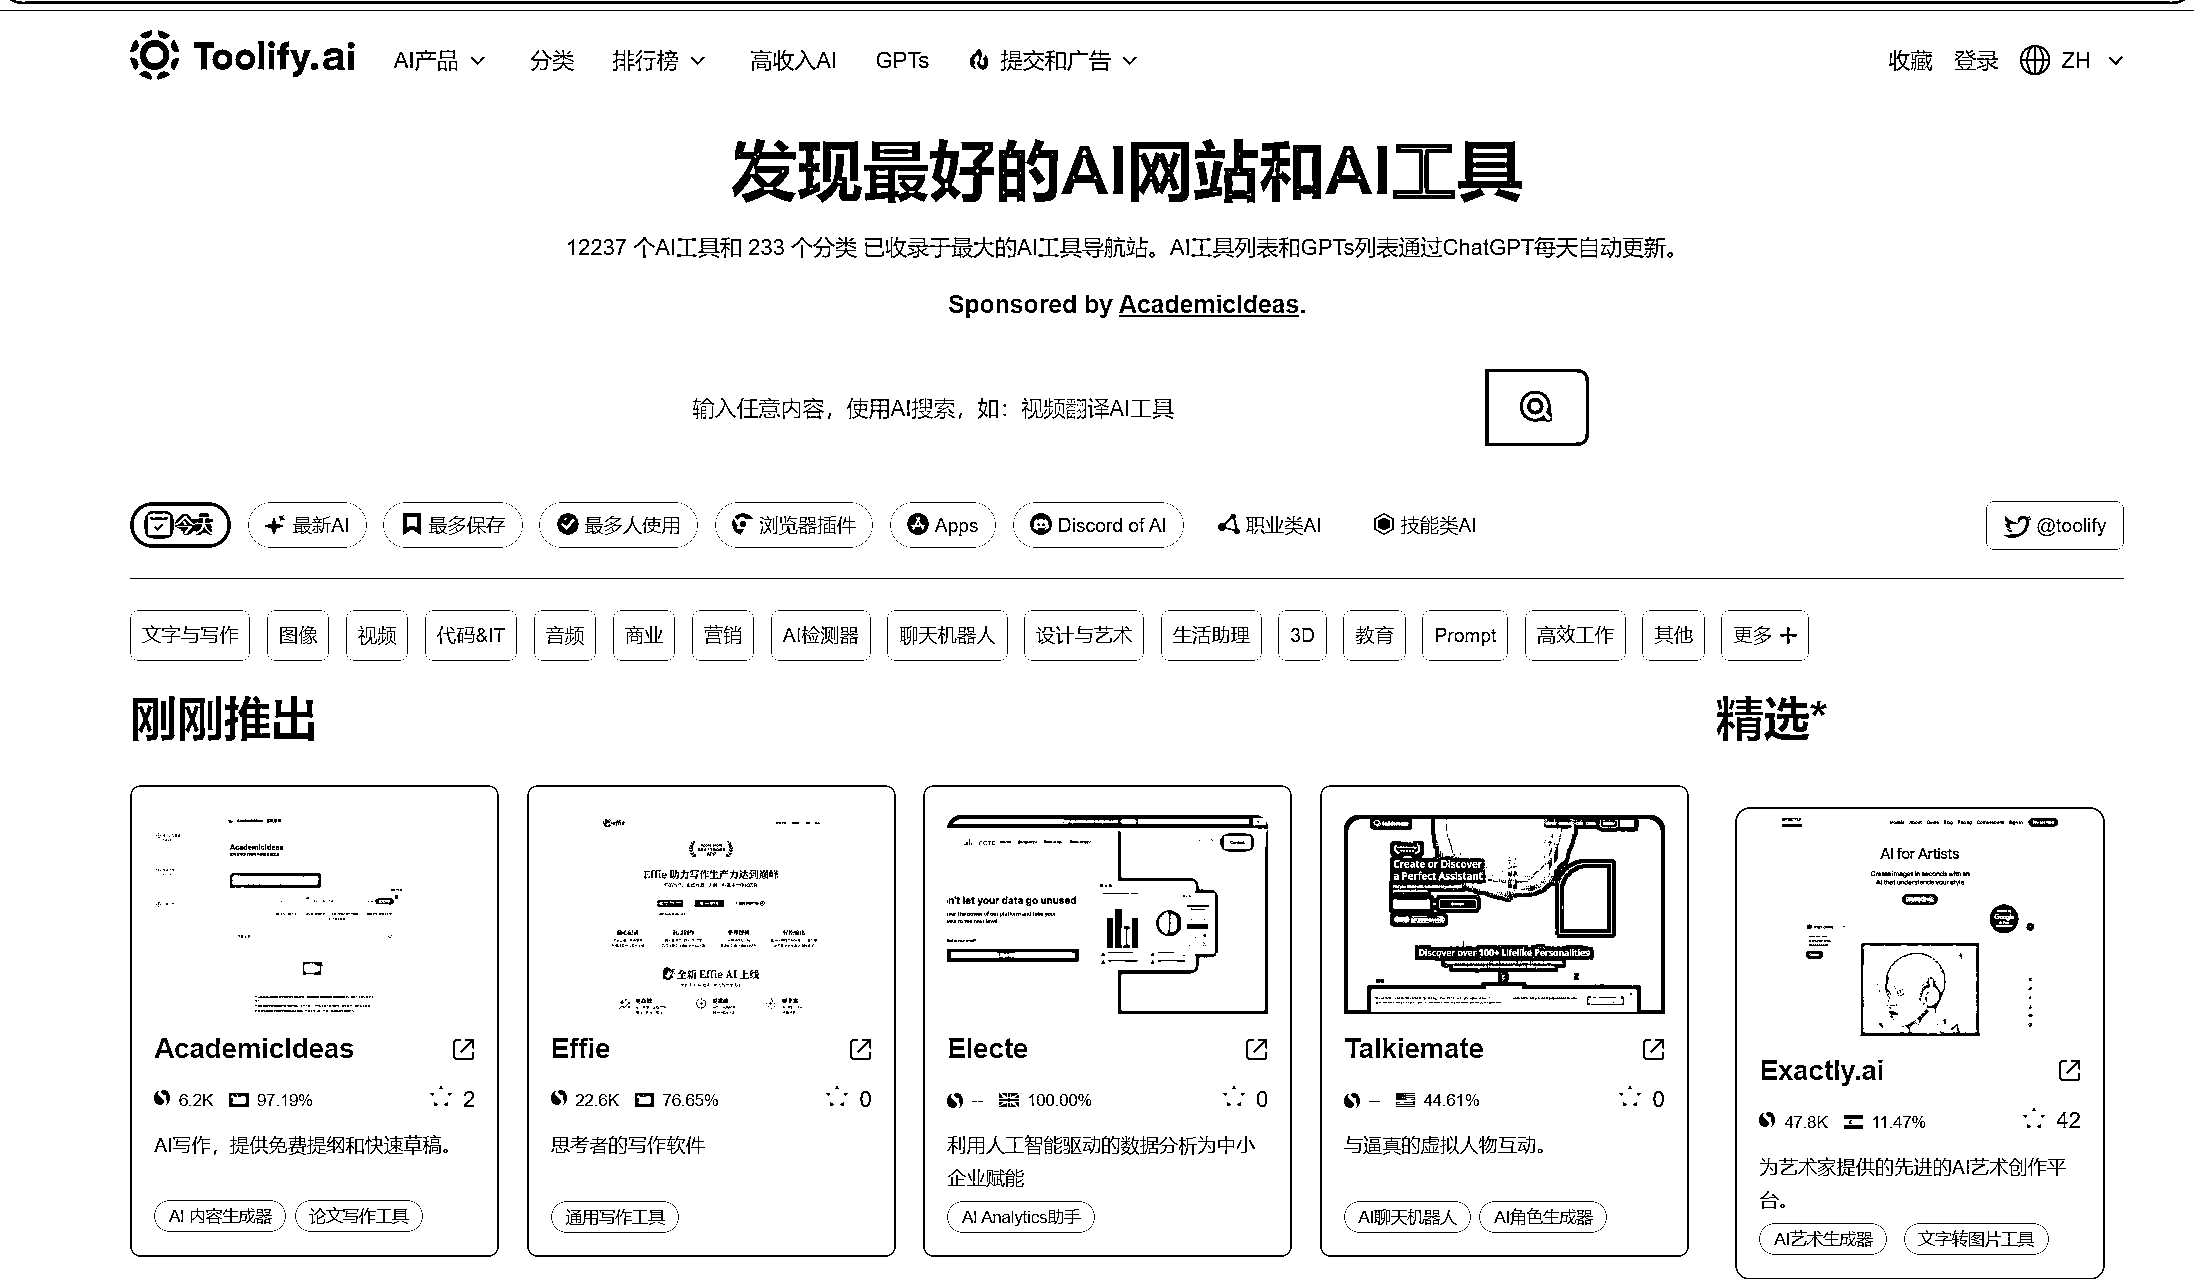 Toolify.ai
AI产品
分类
排行榜
高收入AI
GPTs
提交和广告
收藏
登录
ZH
发现最好的AI网站和AI工具
12237 个AI工具和 233 个分类 已收录于最大的AI工具导航站。AI工具列表和GPTs列表通过ChatGPT每天自动更新。
Sponsored by AcademicIdeas.
输入任意内容，使用AI搜索，如：视频翻译AI工具
今天
最新AI
最多保存
最多人使用
浏览器插件
Apps
Discord of AI
职业类AI
技能类AI
@toolify
文字与写作
图像
视频
代码&IT
音频
商业
营销
AI检测器
聊天机器人
设计与艺术
生活助理
3D
教育
Prompt
高效工作
其他
更多
刚刚推出
精选*
AcademicIdeas
AcademicIdeas
6.2K
97.19%
2
AI写作，提供免费提纲和快速草稿。
AI 内容生成器
论文写作工具
effie
Effie 助力写作生产力达到巅峰
全新 Effie AI 上线
Effie
22.6K
76.65%
0
思考者的写作软件
通用写作工具
n't let your data go unused
Electe
--
100.00%
0
利用人工智能驱动的数据分析为中小
企业赋能
AI Analytics助手
Create or Discover
a Perfect Assistant
Discover over 100+ Lifelike Personalities
Talkiemate
--
44.61%
0
与逼真的虚拟人物互动。
AI聊天机器人
AI角色生成器
AI for Artists
Create images in seconds with an
AI that understands your style
Exactly.ai
47.8K
11.47%
42
为艺术家提供的先进的AI艺术创作平
台。
AI艺术生成器
文字转图片工具